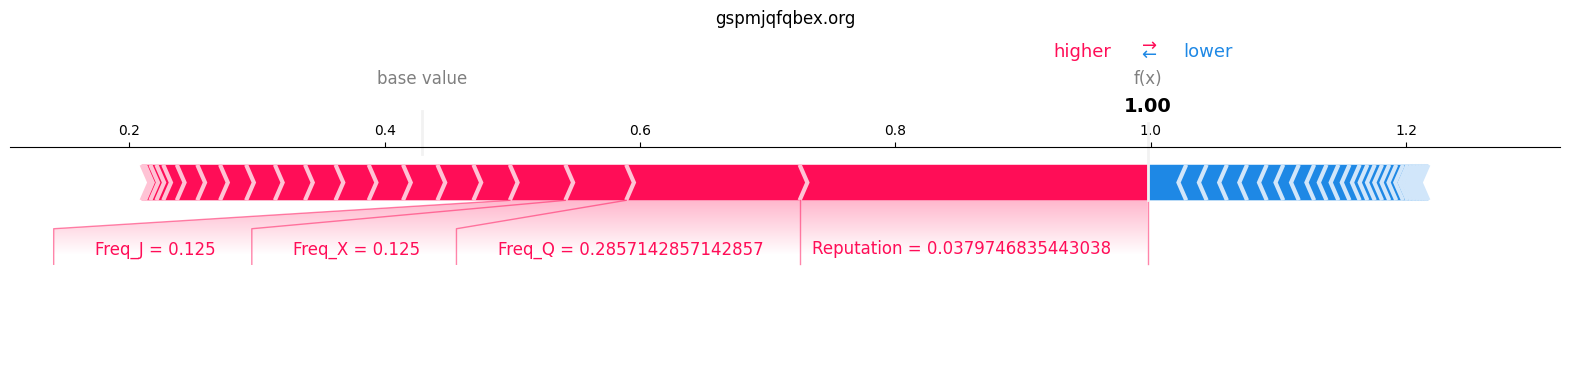 gspmjqfqbex.org
higher → ← lower
base value f(x)
1.00
0.2 0.4 0.6 0.8 1.0 1.2
Freq_J = 0.125 Freq_X = 0.125 Freq_Q = 0.2857142857142857 Reputation = 0.0379746835443038